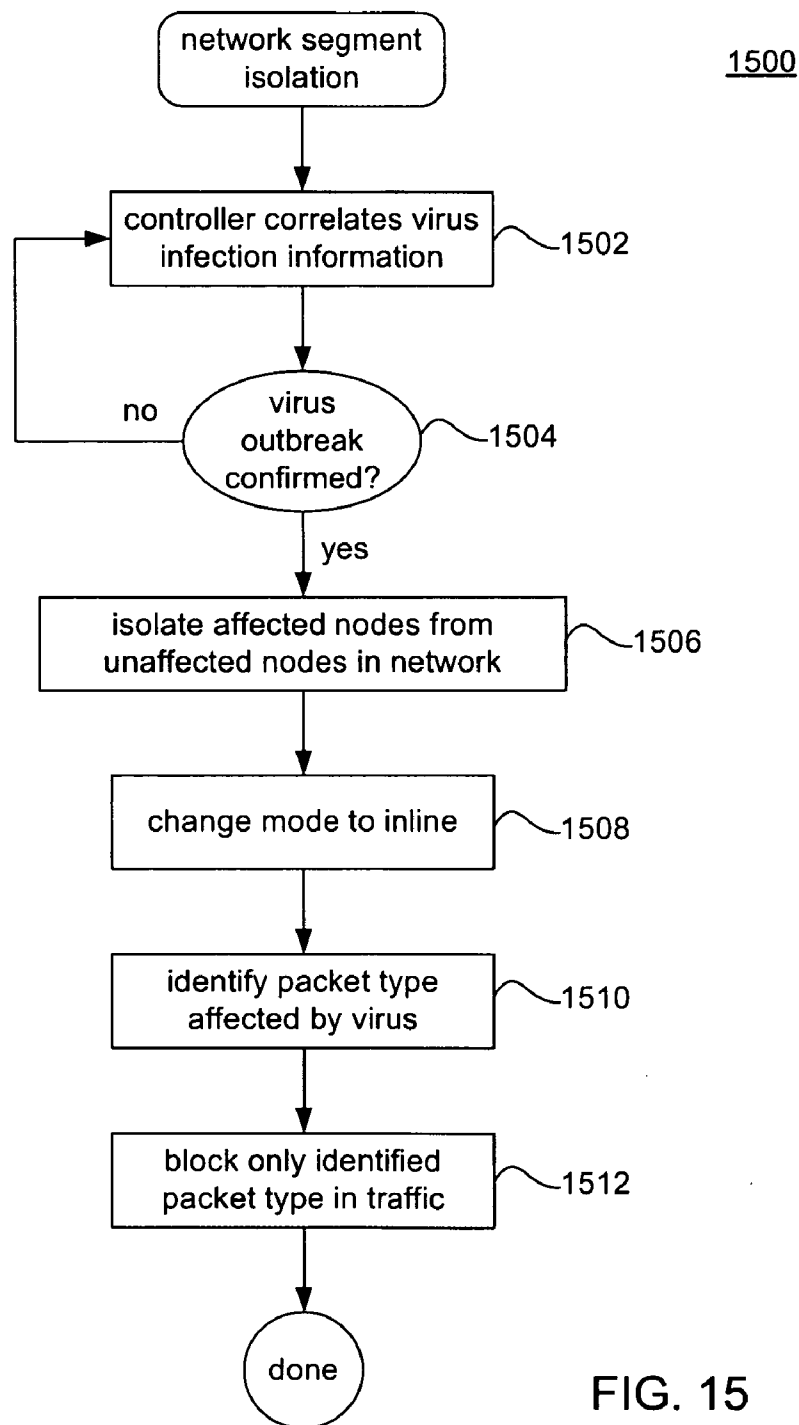 network segment
isolation
1500
controller correlates virus
infection information
1502
no
virus
outbreak
confirmed?
1504
yes
isolate affected nodes from
unaffected nodes in network
1506
change mode to inline
1508
identify packet type
affected by virus
1510
block only identified
packet type in traffic
1512
done
FIG. 15